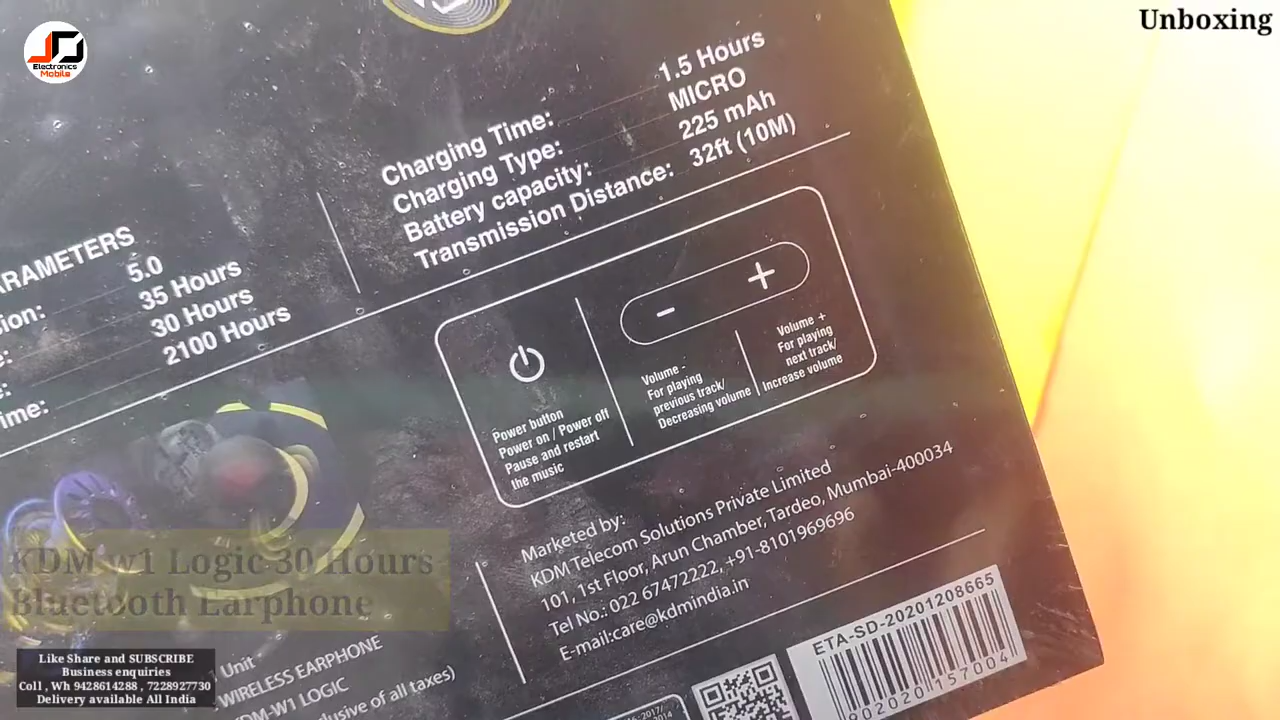 Unboxing
JD
Electronics
Mobile
Charging Time: 1.5 Hours
Charging Type: MICRO
Battery capacity: 225 mAh
Transmission Distance: 32ft (10M)
5.0
35 Hours
30 Hours
2100 Hours
Power button
Power on / Power off
Pause and restart
the music
- +
Volume -
For playing
previous track/
Decreasing volume
Volume +
For playing
next track/
Increase volume
Marketed by:
KDM Telecom Solutions Private Limited
101, 1st Floor, Arun Chamber, Tardeo, Mumbai-400034
Tel No.: 022 67472222, +91-8101969696
E-mail:care@kdmindia.in
KDM w1 Logic 30 Hours
Bluetooth Earphone
Unit
WIRELESS EARPHONE
KDM-W1 LOGIC
of all taxes)
ETA-SD-20201208665
Like Share and SUBSCRIBE
Business enquiries
Coll , Wh 9428614288 , 7228927730
Delivery available All India